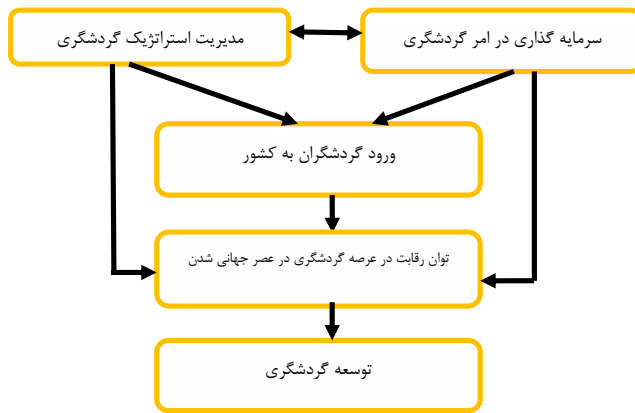 سرمایه گذاری در امر گردشگری
مدیریت استراتژیک گردشگری
ورود گردشگران به کشور
توان رقابت در عرصه گردشگری در عصر جهانی شدن
توسعه گردشگری